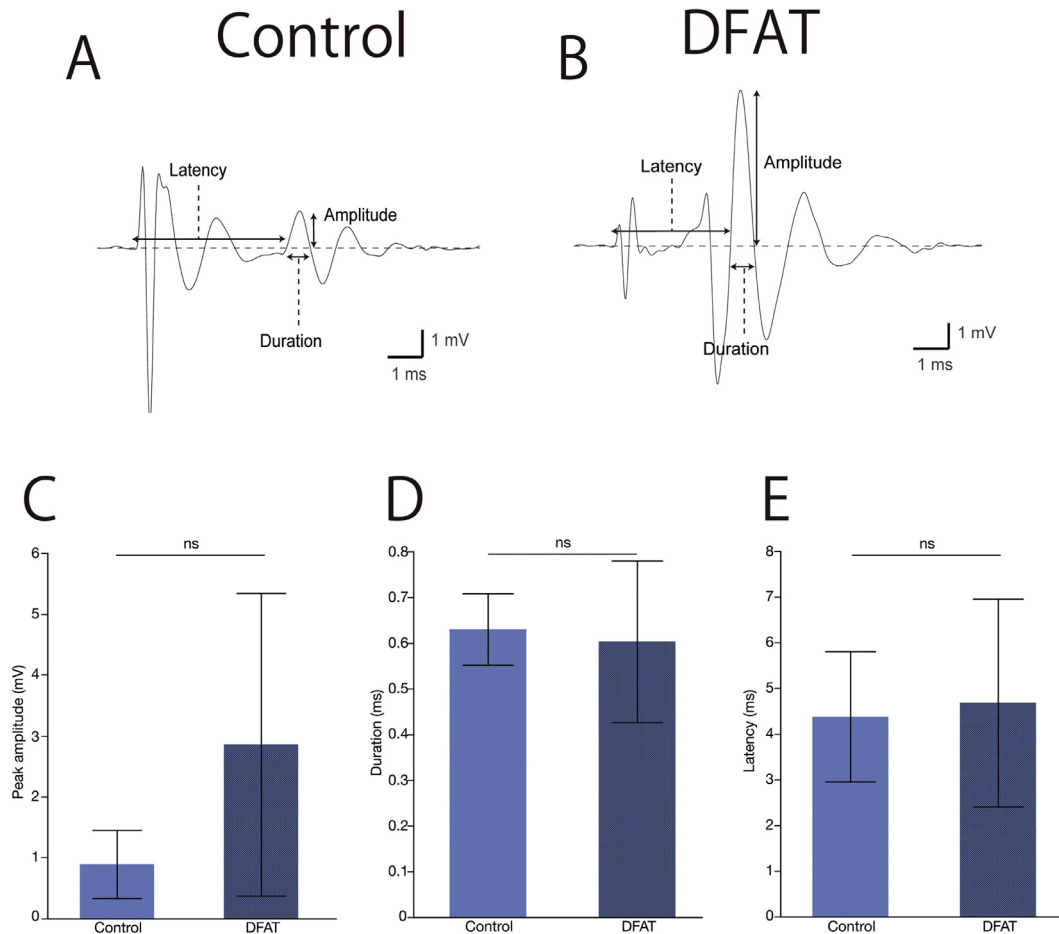 Control
DFAT
A
B
Latency
Amplitude
Duration
1 mV
1 ms
Latency
Amplitude
Duration
1 mV
1 ms
C
ns
Peak amplitude (mV)
6
5
4
3
2
1
0
Control
DFAT
D
ns
Duration (ms)
0.8
0.7
0.6
0.5
0.4
0.3
0.2
0.1
0
Control
DFAT
E
ns
Latency (ms)
8
7
6
5
4
3
2
1
0
Control
DFAT